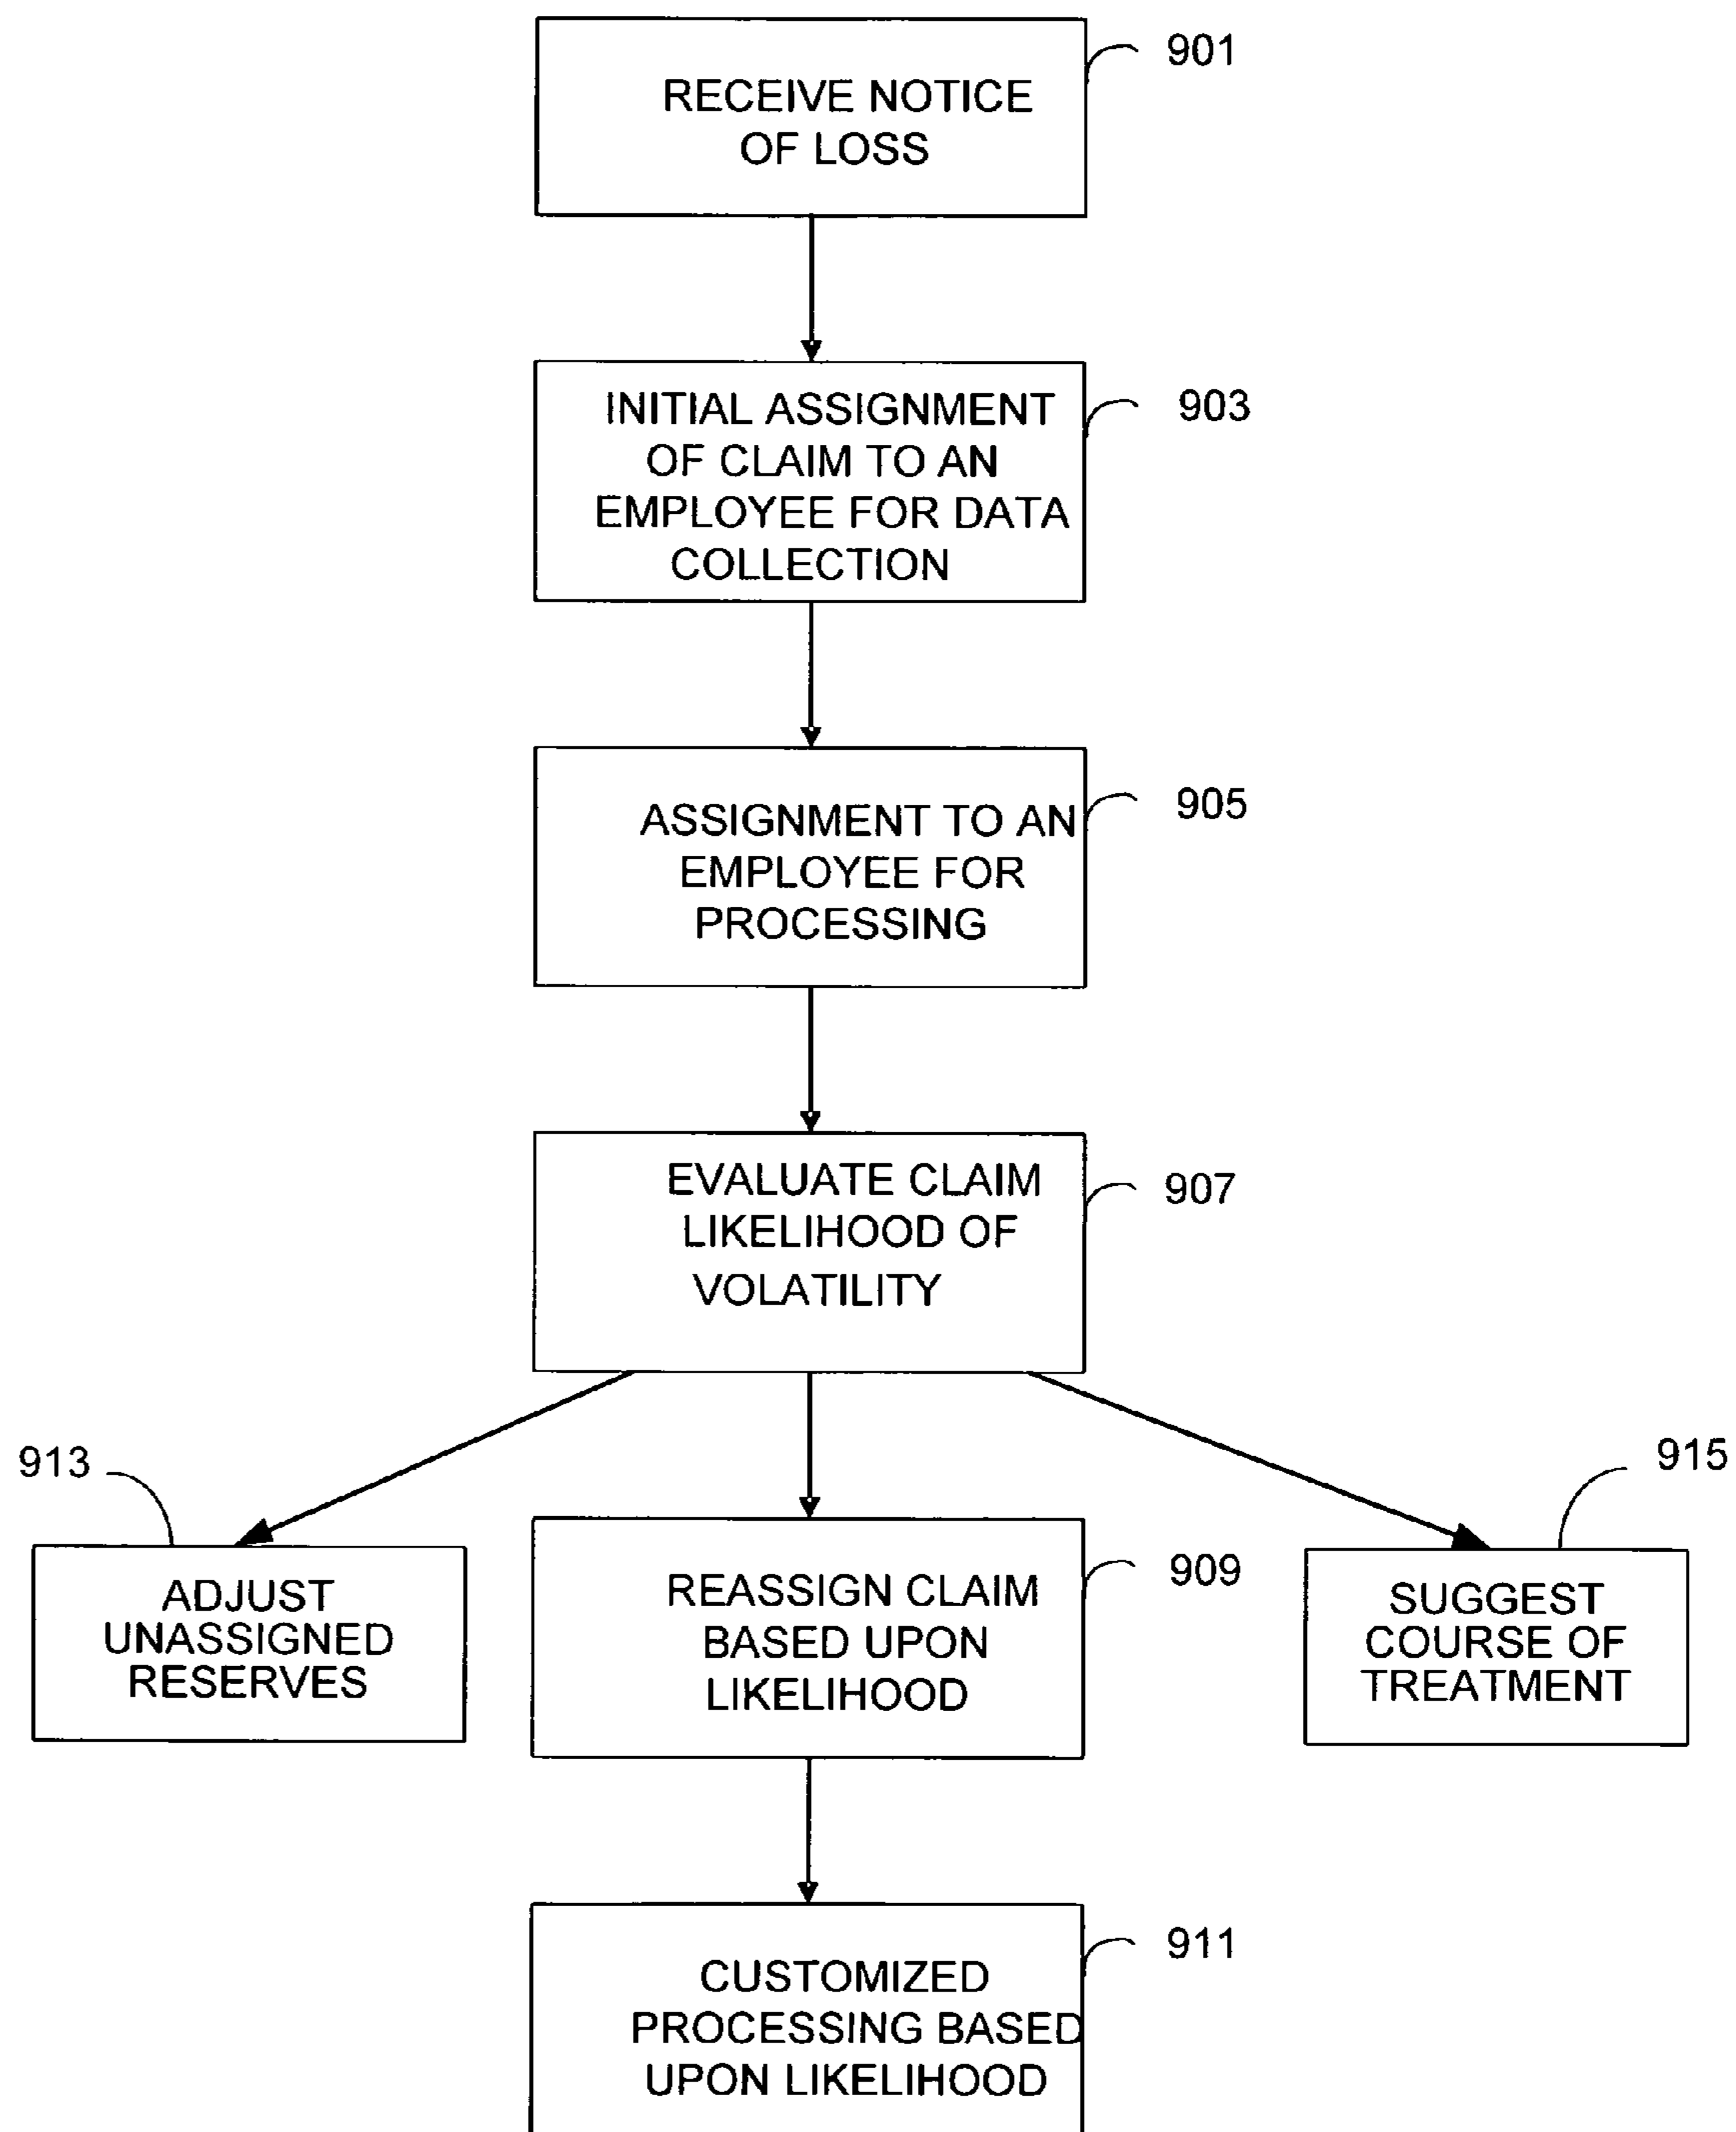 RECEIVE NOTICE
OF LOSS
901
INITIAL ASSIGNMENT
OF CLAIM TO AN
EMPLOYEE FOR DATA
COLLECTION
903
ASSIGNMENT TO AN
EMPLOYEE FOR
PROCESSING
905
EVALUATE CLAIM
LIKELIHOOD OF
VOLATILITY
907
913
ADJUST
UNASSIGNED
RESERVES
REASSIGN CLAIM
BASED UPON
LIKELIHOOD
909
915
SUGGEST
COURSE OF
TREATMENT
CUSTOMIZED
PROCESSING BASED
UPON LIKELIHOOD
911